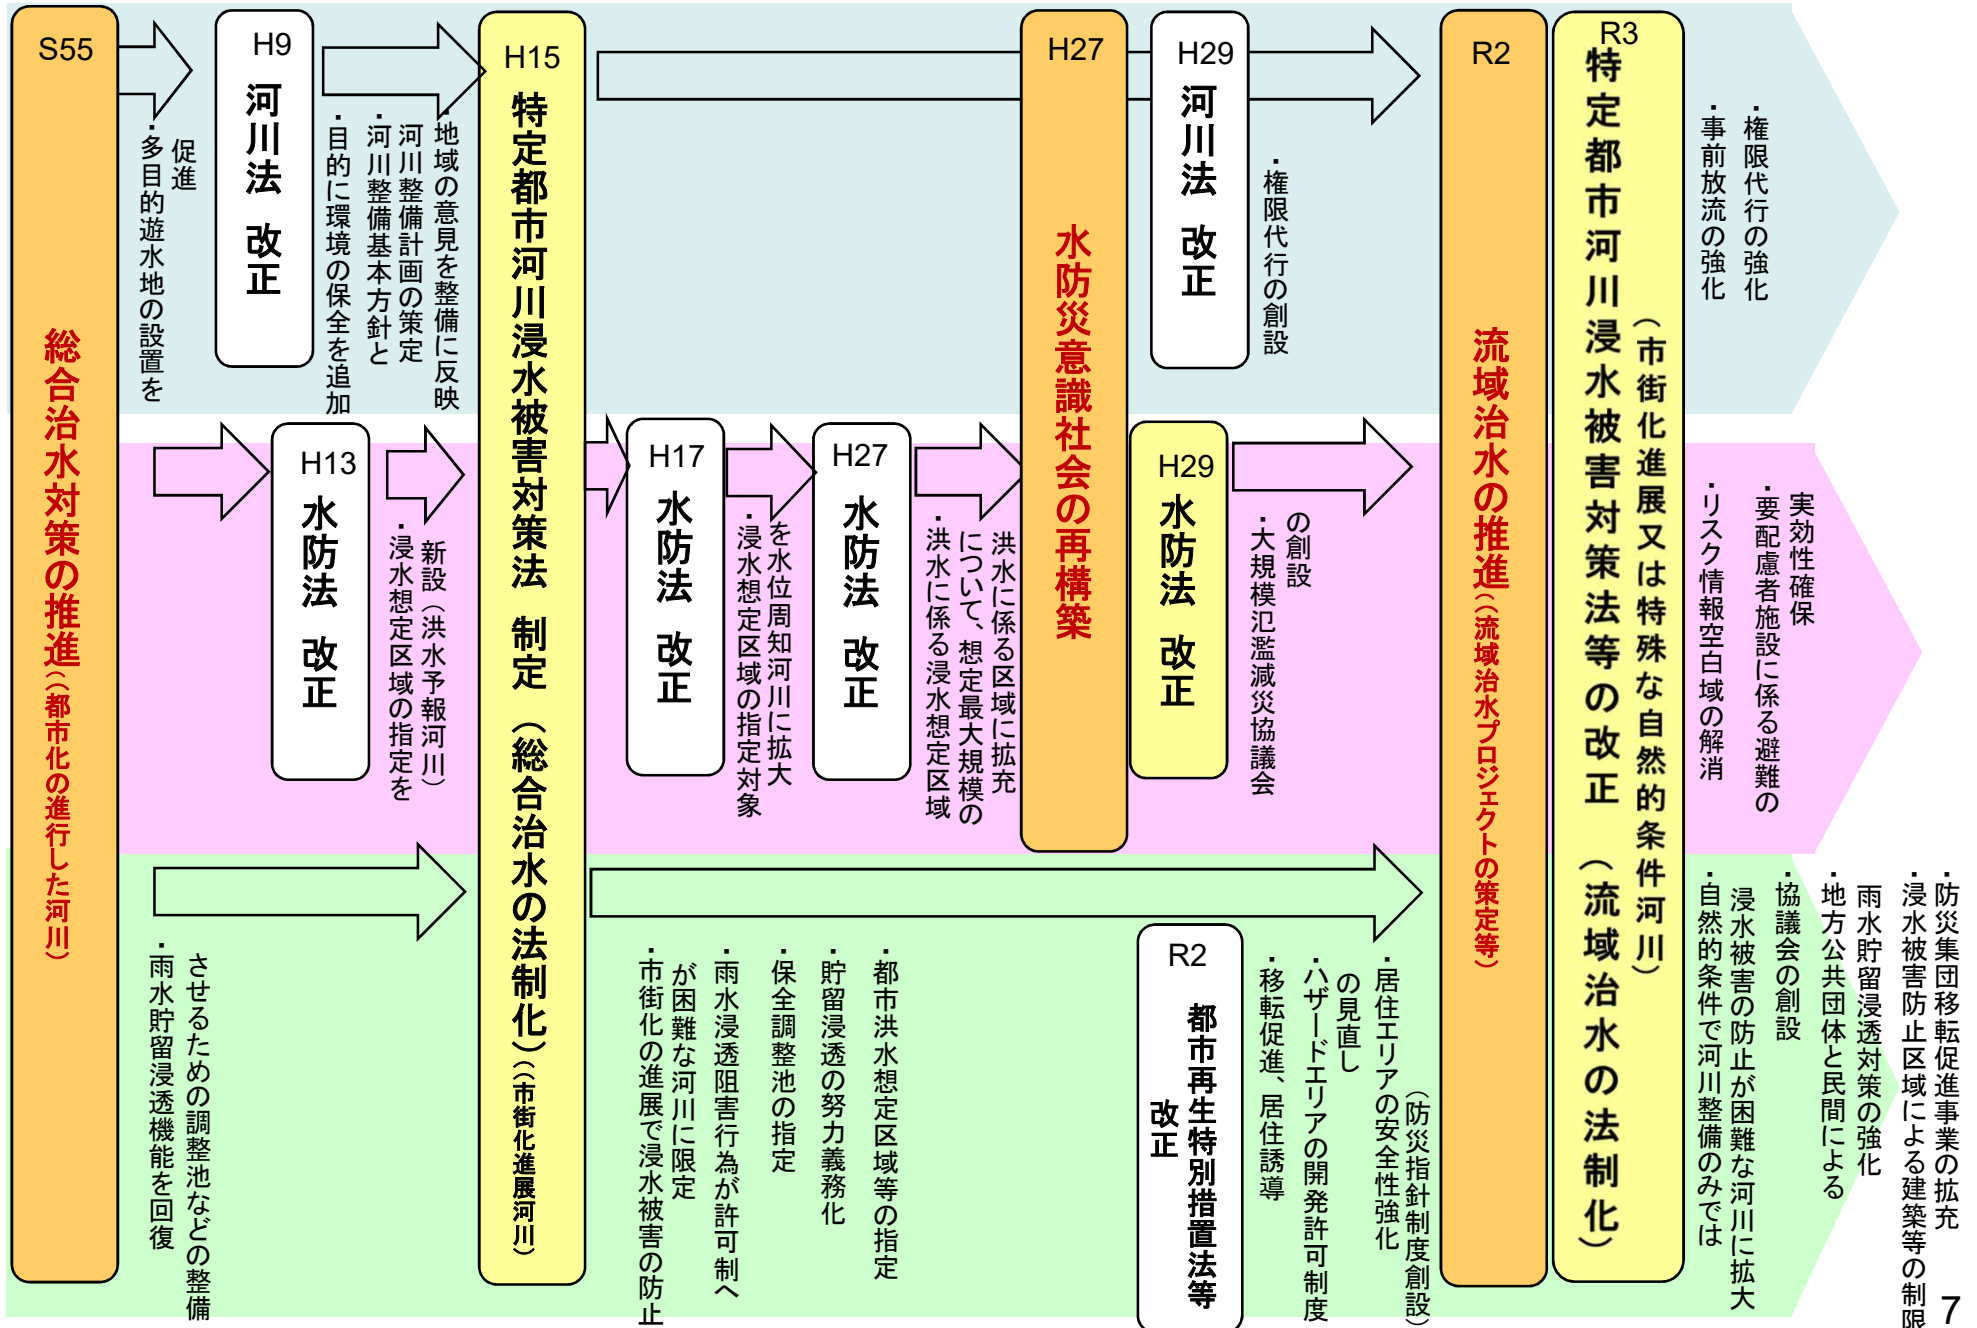 S55
総合治水対策の推進（（都市化の進行した河川）
・多目的遊水地の設置を
促進
H9
河川法　改正
・目的に環境の保全を追加
・河川整備基本方針と
河川整備計画の策定
・地域の意見を整備に反映
H13
水防法　改正
・浸水想定区域の指定を
新設（洪水予報河川）
・雨水貯留浸透機能を回復
させるための調整池などの整備
H15
特定都市河川浸水被害対策法　制定　（総合治水の法制化）（（市街化進展河川）
H17
水防法　改正
・浸水想定区域の指定対象
を水位周知河川に拡大
H27
水防法　改正
・洪水に係る浸水想定区域
について、想定最大規模の
洪水に係る区域に拡充
・市街化の進展で浸水被害の防止
が困難な河川に限定
・雨水浸透阻害行為が許可制へ
・保全調整池の指定
・貯留浸透の努力義務化
・都市洪水想定区域等の指定
H27
水防災意識社会の再構築
H29
河川法　改正
・権限代行の創設
H29
水防法　改正
・大規模氾濫減災協議会
の創設
R2
都市再生特別措置法等
改正
・移転促進、居住誘導
・ハザードエリアの開発許可制度
の見直し
・居住エリアの安全性強化
（防災指針制度創設）
R2
流域治水の推進（（流域治水プロジェクトの策定等）
R3
特定都市河川浸水被害対策法等の改正　（流域治水の法制化）
（市街化進展又は特殊な自然的条件河川）
・事前放流の強化
・権限代行の強化
・リスク情報空白域の解消
・要配慮者施設に係る避難の
実効性確保
・自然的条件で河川整備のみでは
浸水被害の防止が困難な河川に拡大
・協議会の創設
・地方公共団体と民間による
雨水貯留浸透対策の強化
・浸水被害防止区域による建築等の制限
・防災集団移転促進事業の拡充
7